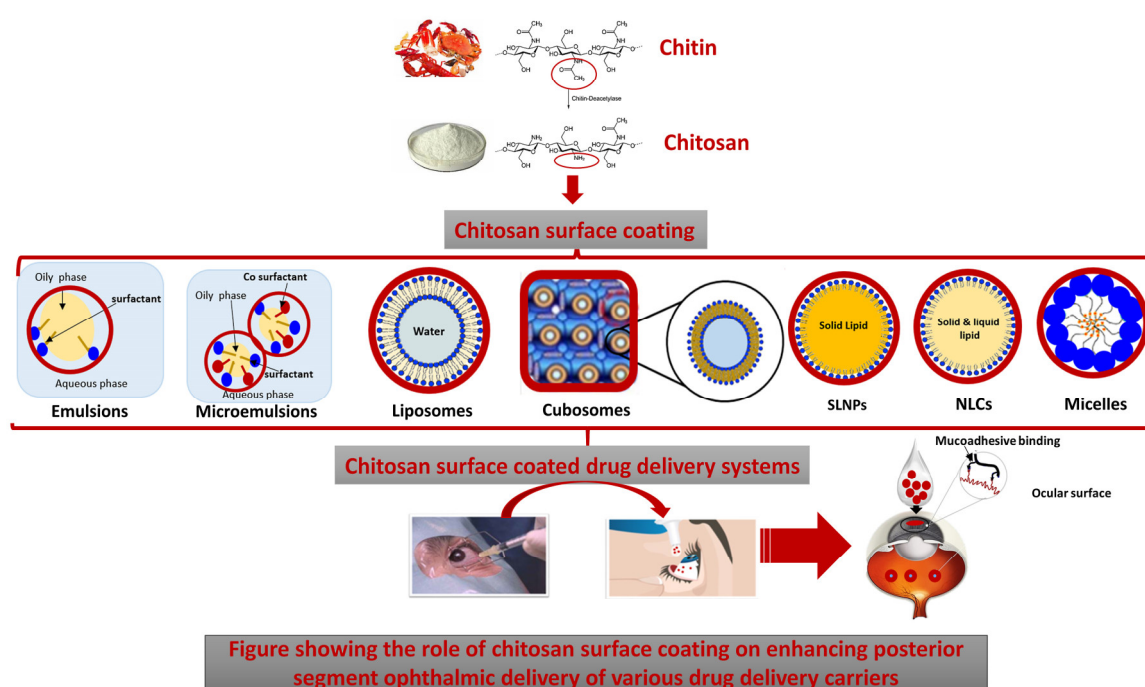 Chitin
Chitin-Deacetylase
Chitosan
Chitosan surface coating
Oily phase
surfactant
Aqueous phase
Emulsions
Co surfactant
Oily phase
surfactant
Aqueous phase
Microemulsions
Water
Liposomes
Cubosomes
Solid Lipid
SLNPs
Solid & liquid
lipid
NLCs
Micelles
Chitosan surface coated drug delivery systems
Mucoadhesive binding
Ocular surface
Figure showing the role of chitosan surface coating on enhancing posterior
segment ophthalmic delivery of various drug delivery carriers